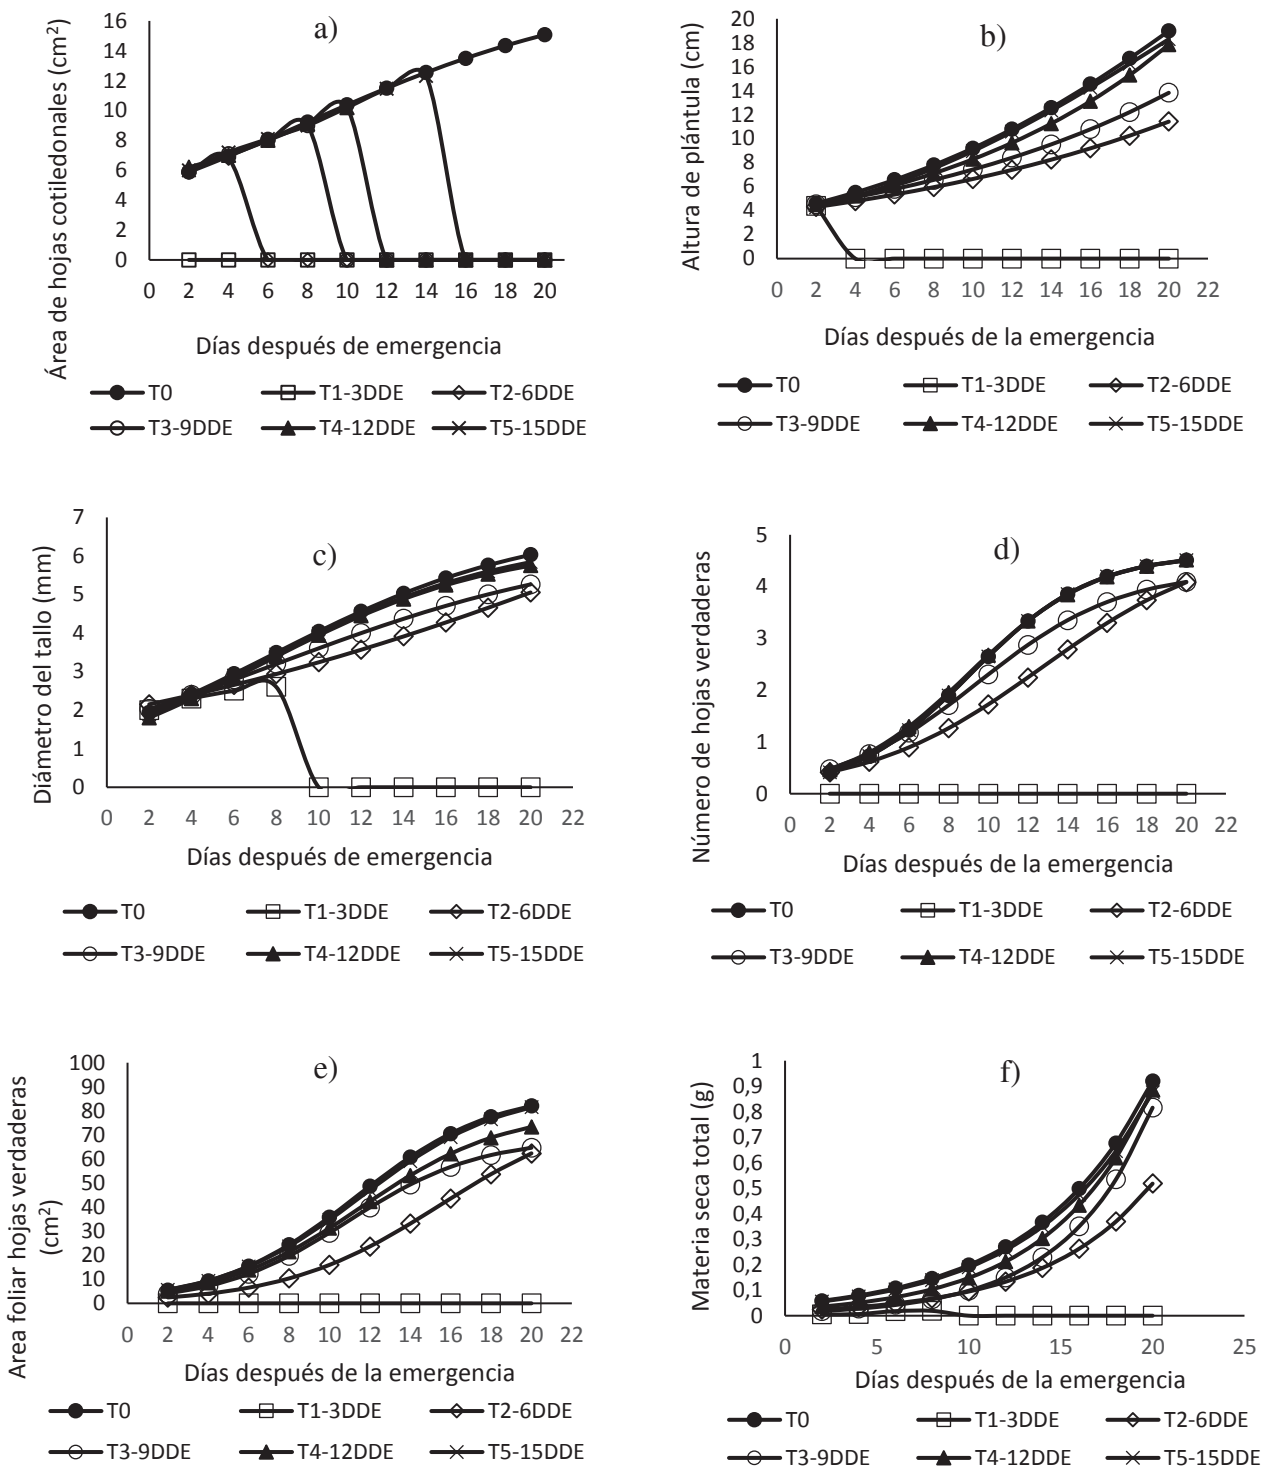 a)
Área de hojas cotiledonales (cm²)
16
14
12
10
8
6
4
2
0
0 2 4 6 8 10 12 14 16 18 20
Días después de emergencia
T0 T1-3DDE T2-6DDE
T3-9DDE T4-12DDE T5-15DDE
b)
Altura de plántula (cm)
20
18
16
14
12
10
8
6
4
2
0
0 2 4 6 8 10 12 14 16 18 20 22
Días después de la emergencia
T0 T1-3DDE T2-6DDE
T3-9DDE T4-12DDE T5-15DDE
c)
Diámetro del tallo (mm)
7
6
5
4
3
2
1
0
0 2 4 6 8 10 12 14 16 18 20 22
Días después de emergencia
T0 T1-3DDE T2-6DDE
T3-9DDE T4-12DDE T5-15DDE
d)
Número de hojas verdaderas
5
4
3
2
1
0
0 2 4 6 8 10 12 14 16 18 20 22
Días después de la emergencia
T0 T1-3DDE T2-6DDE
T3-9DDE T4-12DDE T5-15DDE
e)
Area foliar hojas verdaderas
(cm²)
100
90
80
70
60
50
40
30
20
10
0
0 2 4 6 8 10 12 14 16 18 20 22
Días después de la emergencia
T0 T1-3DDE T2-6DDE
T3-9DDE T4-12DDE T5-15DDE
f)
Materia seca total (g)
1
0,9
0,8
0,7
0,6
0,5
0,4
0,3
0,2
0,1
0
0 5 10 15 20 25
Días después de la emergencia
T0 T1-3DDE T2-6DDE
T3-9DDE T4-12DDE T5-15DDE